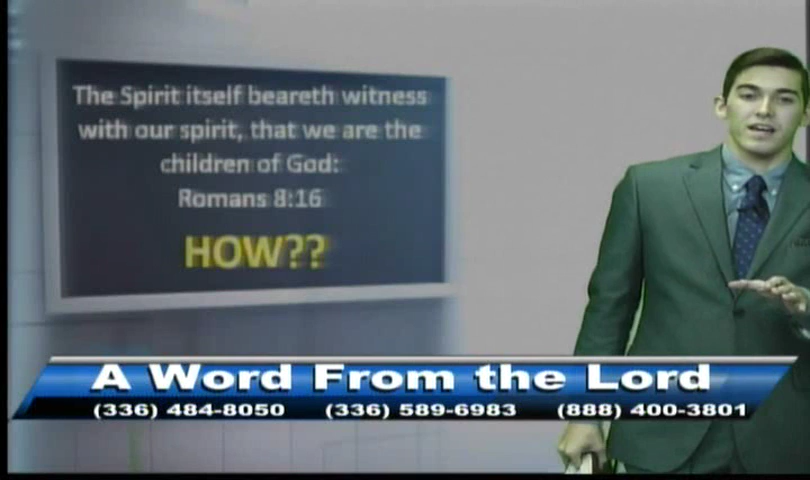 The Spirit itself beareth witness
with our spirit, that we are the
children of God:
Romans 8:16
HOW??
A Word From the Lord
(336) 484-8050 (336) 589-6983 (888) 400-3801